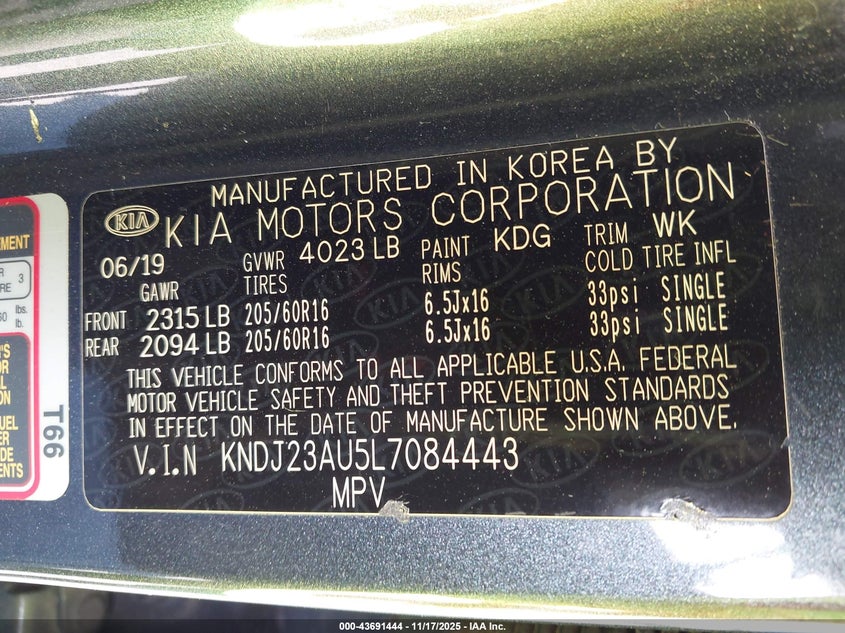 MANUFACTURED IN KOREA BY
KIA KIA MOTORS CORPORATION
06/19 GVWR 4023 LB PAINT KDG TRIM WK
GAWR TIRES RIMS COLD TIRE INFL
FRONT 2315 LB 205/60R16 6.5Jx16 33psi SINGLE
REAR 2094 LB 205/60R16 6.5Jx16 33psi SINGLE
THIS VEHICLE CONFORMS TO ALL APPLICABLE U.S.A. FEDERAL
MOTOR VEHICLE SAFETY AND THEFT PREVENTION STANDARDS
IN EFFECT ON THE DATE OF MANUFACTURE SHOWN ABOVE.
V.I.N KNDJ23AU5L7084443
MPV
T66
000-43691444 - 11/17/2025 - IAA Inc.